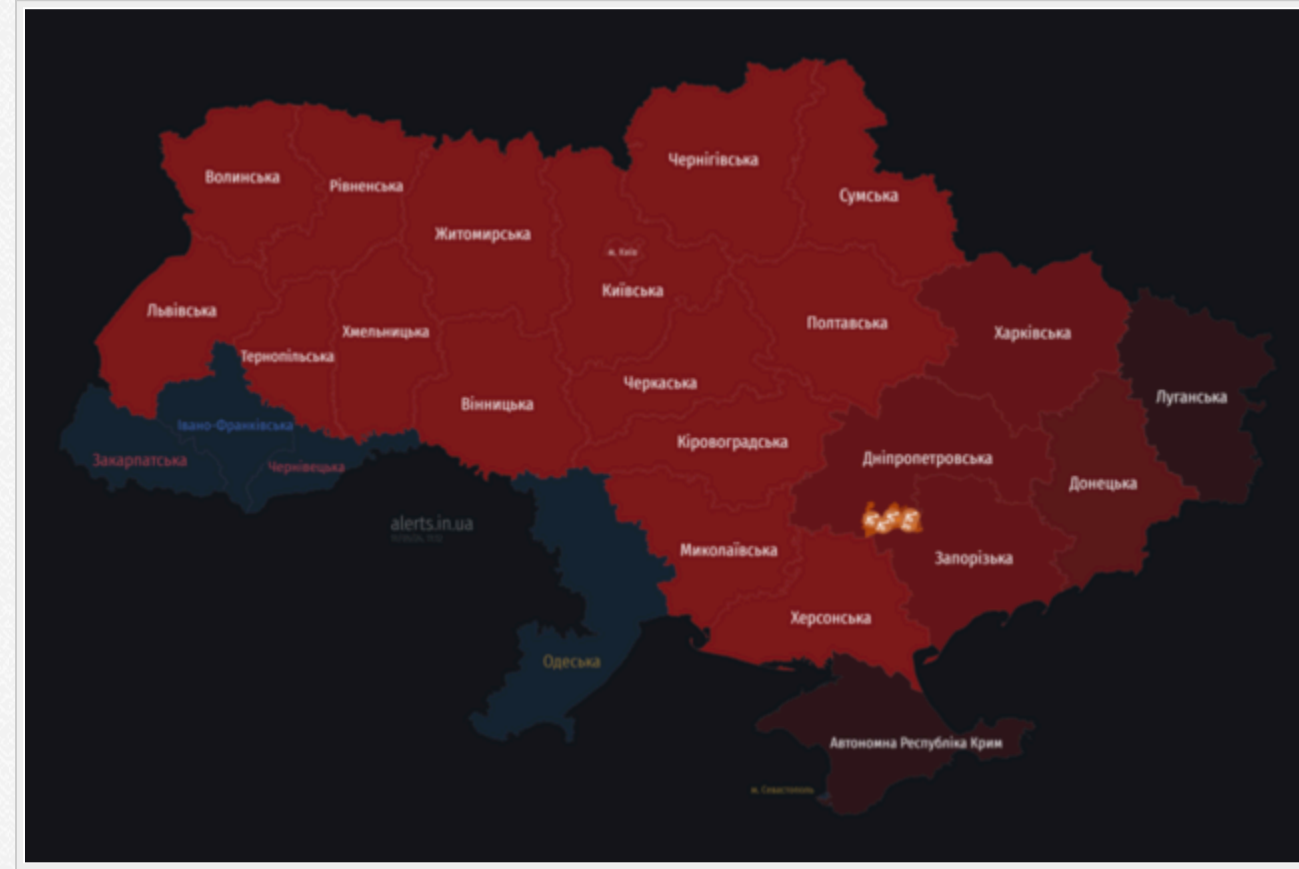 Чернігівська
Волинська
Рівненська
Сумська
Житомирська
м. Київ
Київська
Львівська
Полтавська
Хмельницька
Харківська
Тернопільська
Черкаська
Луганська
Вінницька
Івано-Франківська
Кіровоградська
Закарпатська
Чернівецька
Дніпропетровська
Донецька
alerts.in.ua
Миколаївська
Запорізька
Херсонська
Одеська
Автономна Республіка Крим
м. Севастополь